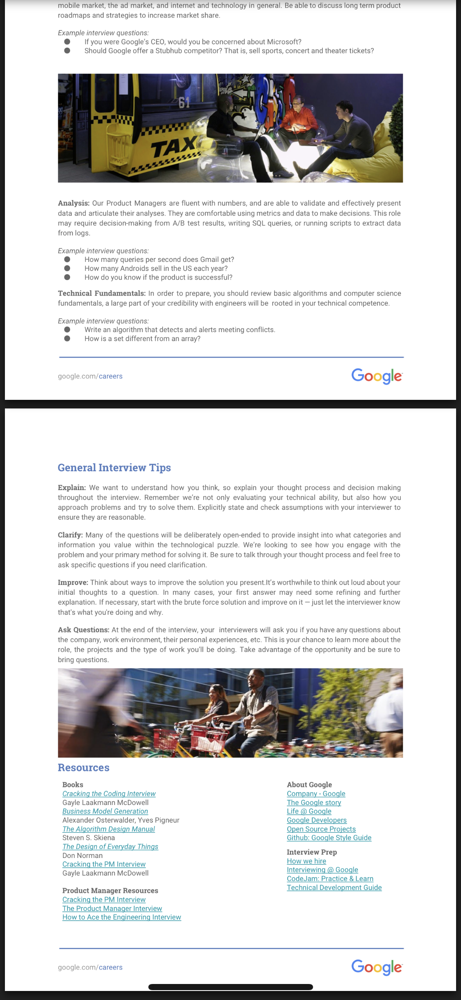 mobile market, the ad market, and internet and technology in general. Be able to discuss long term product
roadmaps and strategies to increase market share.
Example interview questions:
● If you were Google's CEO, would you be concerned about Microsoft?
● Should Google offer a Stubhub competitor? That is, sell sports, concert and theater tickets?
61
TAX
Analysis: Our Product Managers are fluent with numbers, and are able to validate and effectively present
data and articulate their analyses. They are comfortable using metrics and data to make decisions. This role
may require decision-making from A/B test results, writing SQL queries, or running scripts to extract data
from logs.
Example interview questions:
● How many queries per second does Gmail get?
● How many Androids sell in the US each year?
● How do you know if the product is successful?
Technical Fundamentals: In order to prepare, you should review basic algorithms and computer science
fundamentals, a large part of your credibility with engineers will be  rooted in your technical competence.
Example interview questions:
● Write an algorithm that detects and alerts meeting conflicts.
● How is a set different from an array?
google.com/careers
Google
General Interview Tips
Explain: We want to understand how you think, so explain your thought process and decision making
throughout the interview. Remember we're not only evaluating your technical ability, but also how you
approach problems and try to solve them. Explicitly state and check assumptions with your interviewer to
ensure they are reasonable.
Clarify: Many of the questions will be deliberately open-ended to provide insight into what categories and
information you value within the technological puzzle. We're looking to see how you engage with the
problem and your primary method for solving it. Be sure to talk through your thought process and feel free to
ask specific questions if you need clarification.
Improve: Think about ways to improve the solution you present.It's worthwhile to think out loud about your
initial thoughts to a question. In many cases, your first answer may need some refining and further
explanation. If necessary, start with the brute force solution and improve on it — just let the interviewer know
that's what you're doing and why.
Ask Questions: At the end of the interview, your  interviewers will ask you if you have any questions about
the company, work environment, their personal experiences, etc. This is your chance to learn more about the
role, the projects and the type of work you'll be doing. Take advantage of the opportunity and be sure to
bring questions.
Resources
Books
Cracking the Coding Interview
Gayle Laakmann McDowell
Business Model Generation
Alexander Osterwalder, Yves Pigneur
The Algorithm Design Manual
Steven S. Skiena
The Design of Everyday Things
Don Norman
Cracking the PM Interview
Gayle Laakmann McDowell
Product Manager Resources
Cracking the PM Interview
The Product Manager Interview
How to Ace the Engineering Interview
About Google
Company - Google
The Google story
Life @ Google
Google Developers
Open Source Projects
Github: Google Style Guide
Interview Prep
How we hire
Interviewing @ Google
CodeJam: Practice & Learn
Technical Development Guide
google.com/careers
Google